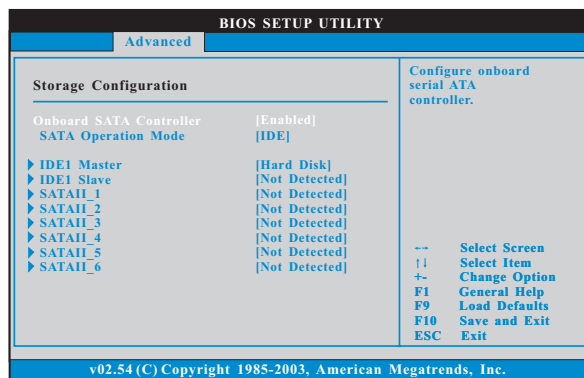 BIOS SETUP UTILITY
Advanced
Storage Configuration
Onboard SATA Controller [Enabled]
SATA Operation Mode [IDE]
IDE1 Master [Hard Disk]
IDE1 Slave [Not Detected]
SATAII_1 [Not Detected]
SATAII_2 [Not Detected]
SATAII_3 [Not Detected]
SATAII_4 [Not Detected]
SATAII_5 [Not Detected]
SATAII_6 [Not Detected]
Configure onboard
serial ATA
controller.
←→ Select Screen
↑↓ Select Item
+- Change Option
F1 General Help
F9 Load Defaults
F10 Save and Exit
ESC Exit
v02.54 (C) Copyright 1985-2003, American Megatrends, Inc.